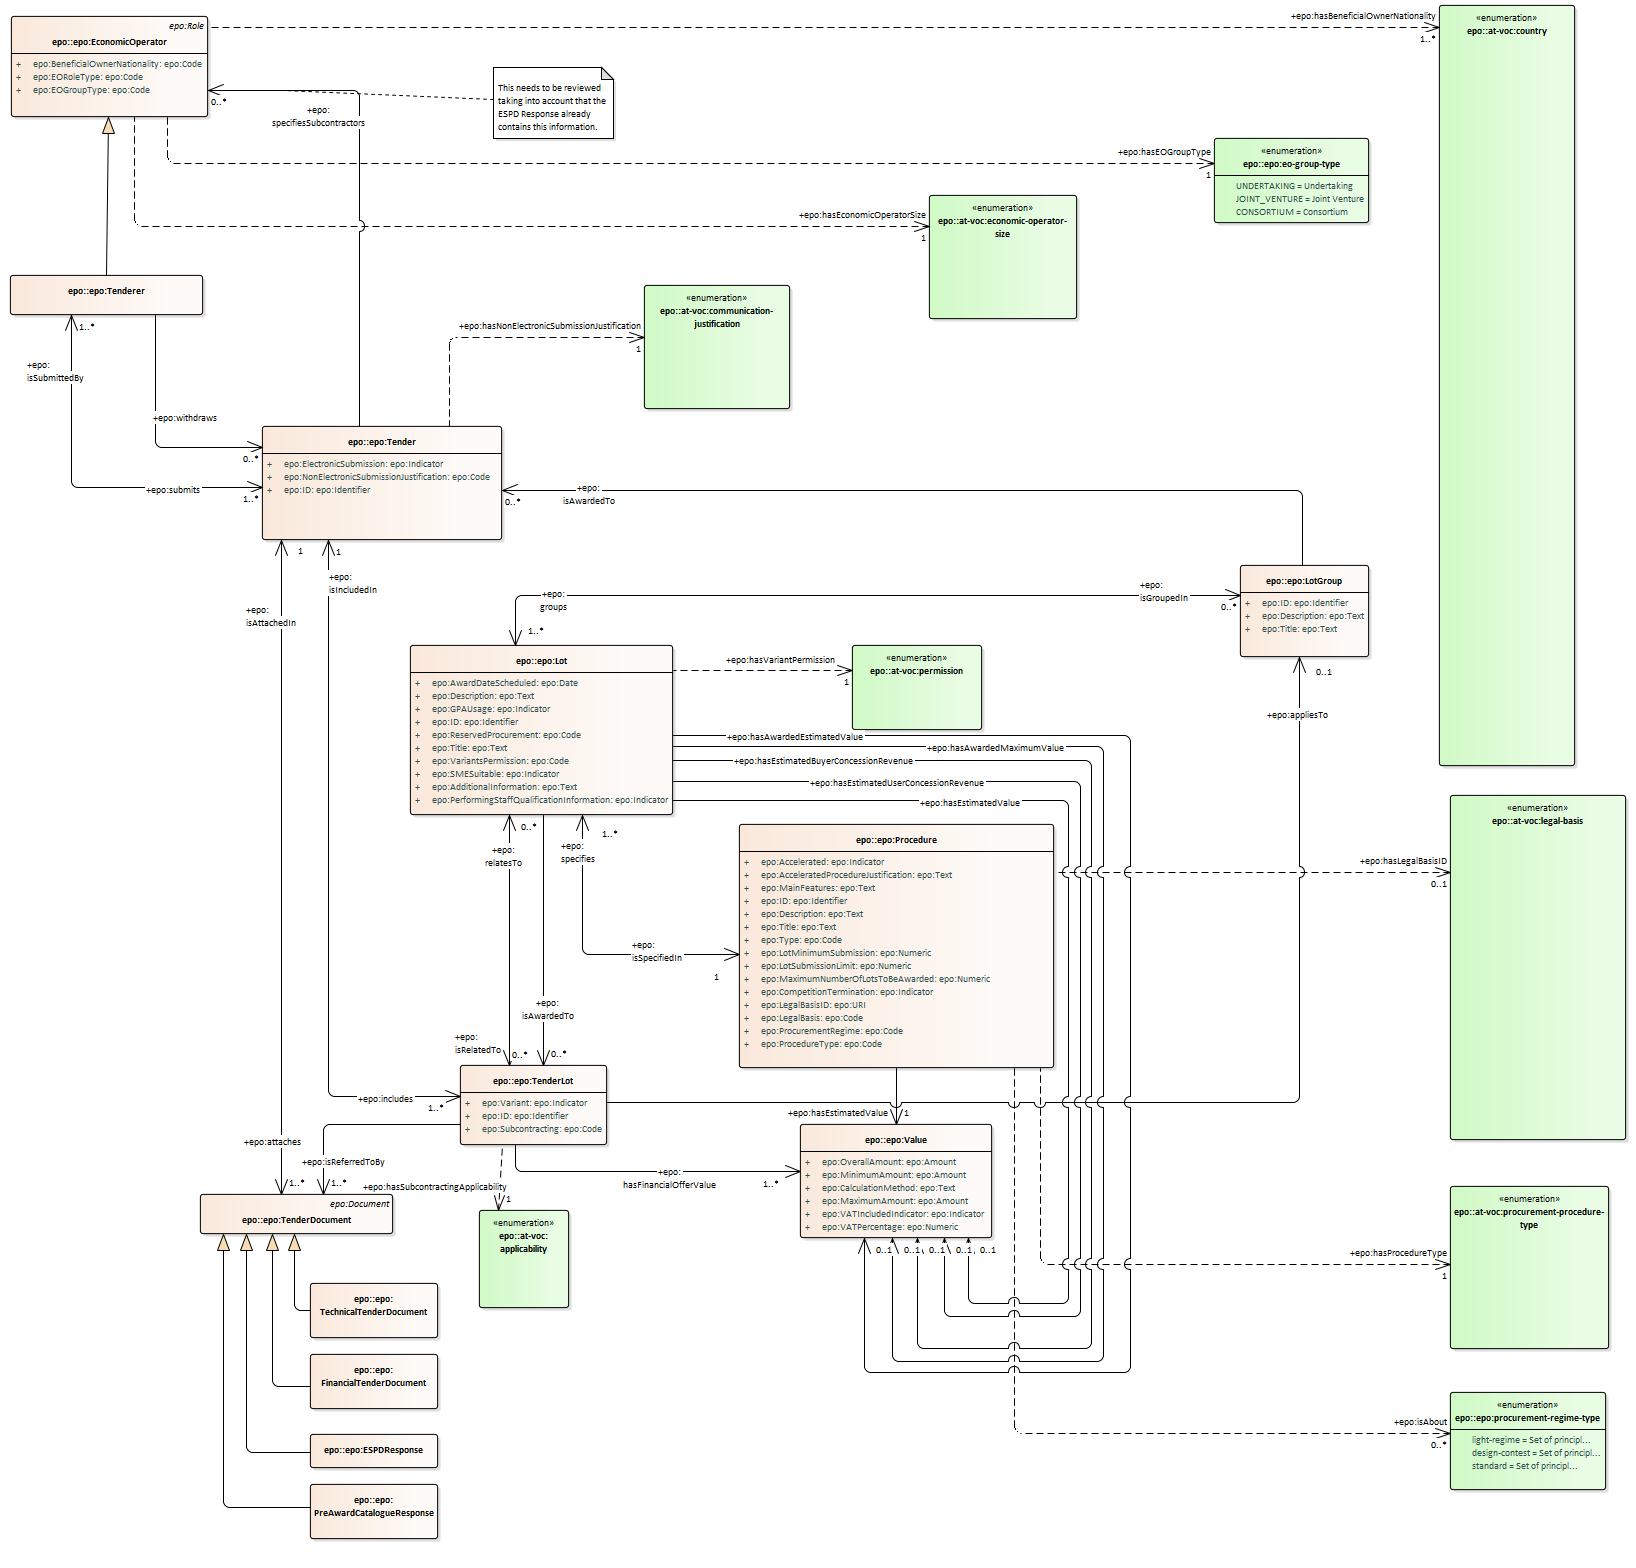 epo:Role
epo::epo:EconomicOperator
+ epo:BeneficialOwnerNationality: epo:Code
+ epo:EORoleType: epo:Code
+ epo:EOGroupType: epo:Code
+epo:hasBeneficialOwnerNationality
1..*
«enumeration»
epo::at-voc:country
This needs to be reviewed
taking into account that the
ESPD Response already
contains this information.
0..*
+epo:
specifiesSubcontractors
+epo:hasEOGroupType
1
«enumeration»
epo::epo:eo-group-type
UNDERTAKING = Undertaking
JOINT_VENTURE = Joint Venture
CONSORTIUM = Consortium
+epo:hasEconomicOperatorSize
1
«enumeration»
epo::at-voc:economic-operator-
size
epo::epo:Tenderer
1..*
+epo:
isSubmittedBy
+epo:withdraws
0..*
+epo:submits
1..*
+epo:hasNonElectronicSubmissionJustification
1
«enumeration»
epo::at-voc:communication-
justification
epo::epo:Tender
+ epo:ElectronicSubmission: epo:Indicator
+ epo:NonElectronicSubmissionJustification: epo:Code
+ epo:ID: epo:Identifier
+epo:
isAwardedTo
0..*
1
1
+epo:
isIncludedIn
+epo:
isAttachedIn
epo::epo:LotGroup
+ epo:ID: epo:Identifier
+ epo:Description: epo:Text
+ epo:Title: epo:Text
+epo:
groups
1..*
+epo:
isGroupedIn
0..*
0..1
+epo:appliesTo
epo::epo:Lot
+ epo:AwardDateScheduled: epo:Date
+ epo:Description: epo:Text
+ epo:GPAUsage: epo:Indicator
+ epo:ID: epo:Identifier
+ epo:ReservedProcurement: epo:Code
+ epo:Title: epo:Text
+ epo:VariantsPermission: epo:Code
+ epo:SMESuitable: epo:Indicator
+ epo:AdditionalInformation: epo:Text
+ epo:PerformingStaffQualificationInformation: epo:Indicator
+epo:hasVariantPermission
1
«enumeration»
epo::at-voc:permission
+epo:hasAwardedEstimatedValue
+epo:hasAwardedMaximumValue
+epo:hasEstimatedBuyerConcessionRevenue
+epo:hasEstimatedUserConcessionRevenue
+epo:hasEstimatedValue
0..*
+epo:
relatesTo
1..*
+epo:
specifies
+epo:
isSpecifiedIn
1
+epo:
isAwardedTo
0..*
+epo:
isRelatedTo
0..*
epo::epo:Procedure
+ epo:Accelerated: epo:Indicator
+ epo:AcceleratedProcedureJustification: epo:Text
+ epo:MainFeatures: epo:Text
+ epo:ID: epo:Identifier
+ epo:Description: epo:Text
+ epo:Title: epo:Text
+ epo:Type: epo:Code
+ epo:LotMinimumSubmission: epo:Numeric
+ epo:LotSubmissionLimit: epo:Numeric
+ epo:MaximumNumberOfLotsToBeAwarded: epo:Numeric
+ epo:CompetitionTermination: epo:Indicator
+ epo:LegalBasisID: epo:URI
+ epo:LegalBasis: epo:Code
+ epo:ProcurementRegime: epo:Code
+ epo:ProcedureType: epo:Code
+epo:hasLegalBasisID
0..1
«enumeration»
epo::at-voc:legal-basis
epo::epo:TenderLot
+ epo:Variant: epo:Indicator
+ epo:ID: epo:Identifier
+ epo:Subcontracting: epo:Code
+epo:includes
1..*
+epo:hasEstimatedValue
1
epo::epo:Value
+ epo:OverallAmount: epo:Amount
+ epo:MinimumAmount: epo:Amount
+ epo:CalculationMethod: epo:Text
+ epo:MaximumAmount: epo:Amount
+ epo:VATIncludedIndicator: epo:Indicator
+ epo:VATPercentage: epo:Numeric
0..1
0..1
0..1
0..1
0..1
+epo:
hasFinancialOfferValue
1..*
+epo:attaches
1..*
+epo:isReferredToBy
1..*
+epo:hasSubcontractingApplicability
1
«enumeration»
epo::at-voc:
applicability
epo:Document
epo::epo:TenderDocument
epo::epo:
TechnicalTenderDocument
epo::epo:
FinancialTenderDocument
epo::epo:ESPDResponse
epo::epo:
PreAwardCatalogueResponse
+epo:hasProcedureType
1
«enumeration»
epo::at-voc:procurement-procedure-
type
+epo:isAbout
0..*
«enumeration»
epo::epo:procurement-regime-type
light-regime = Set of principl...
design-contest = Set of principl...
standard = Set of principl...